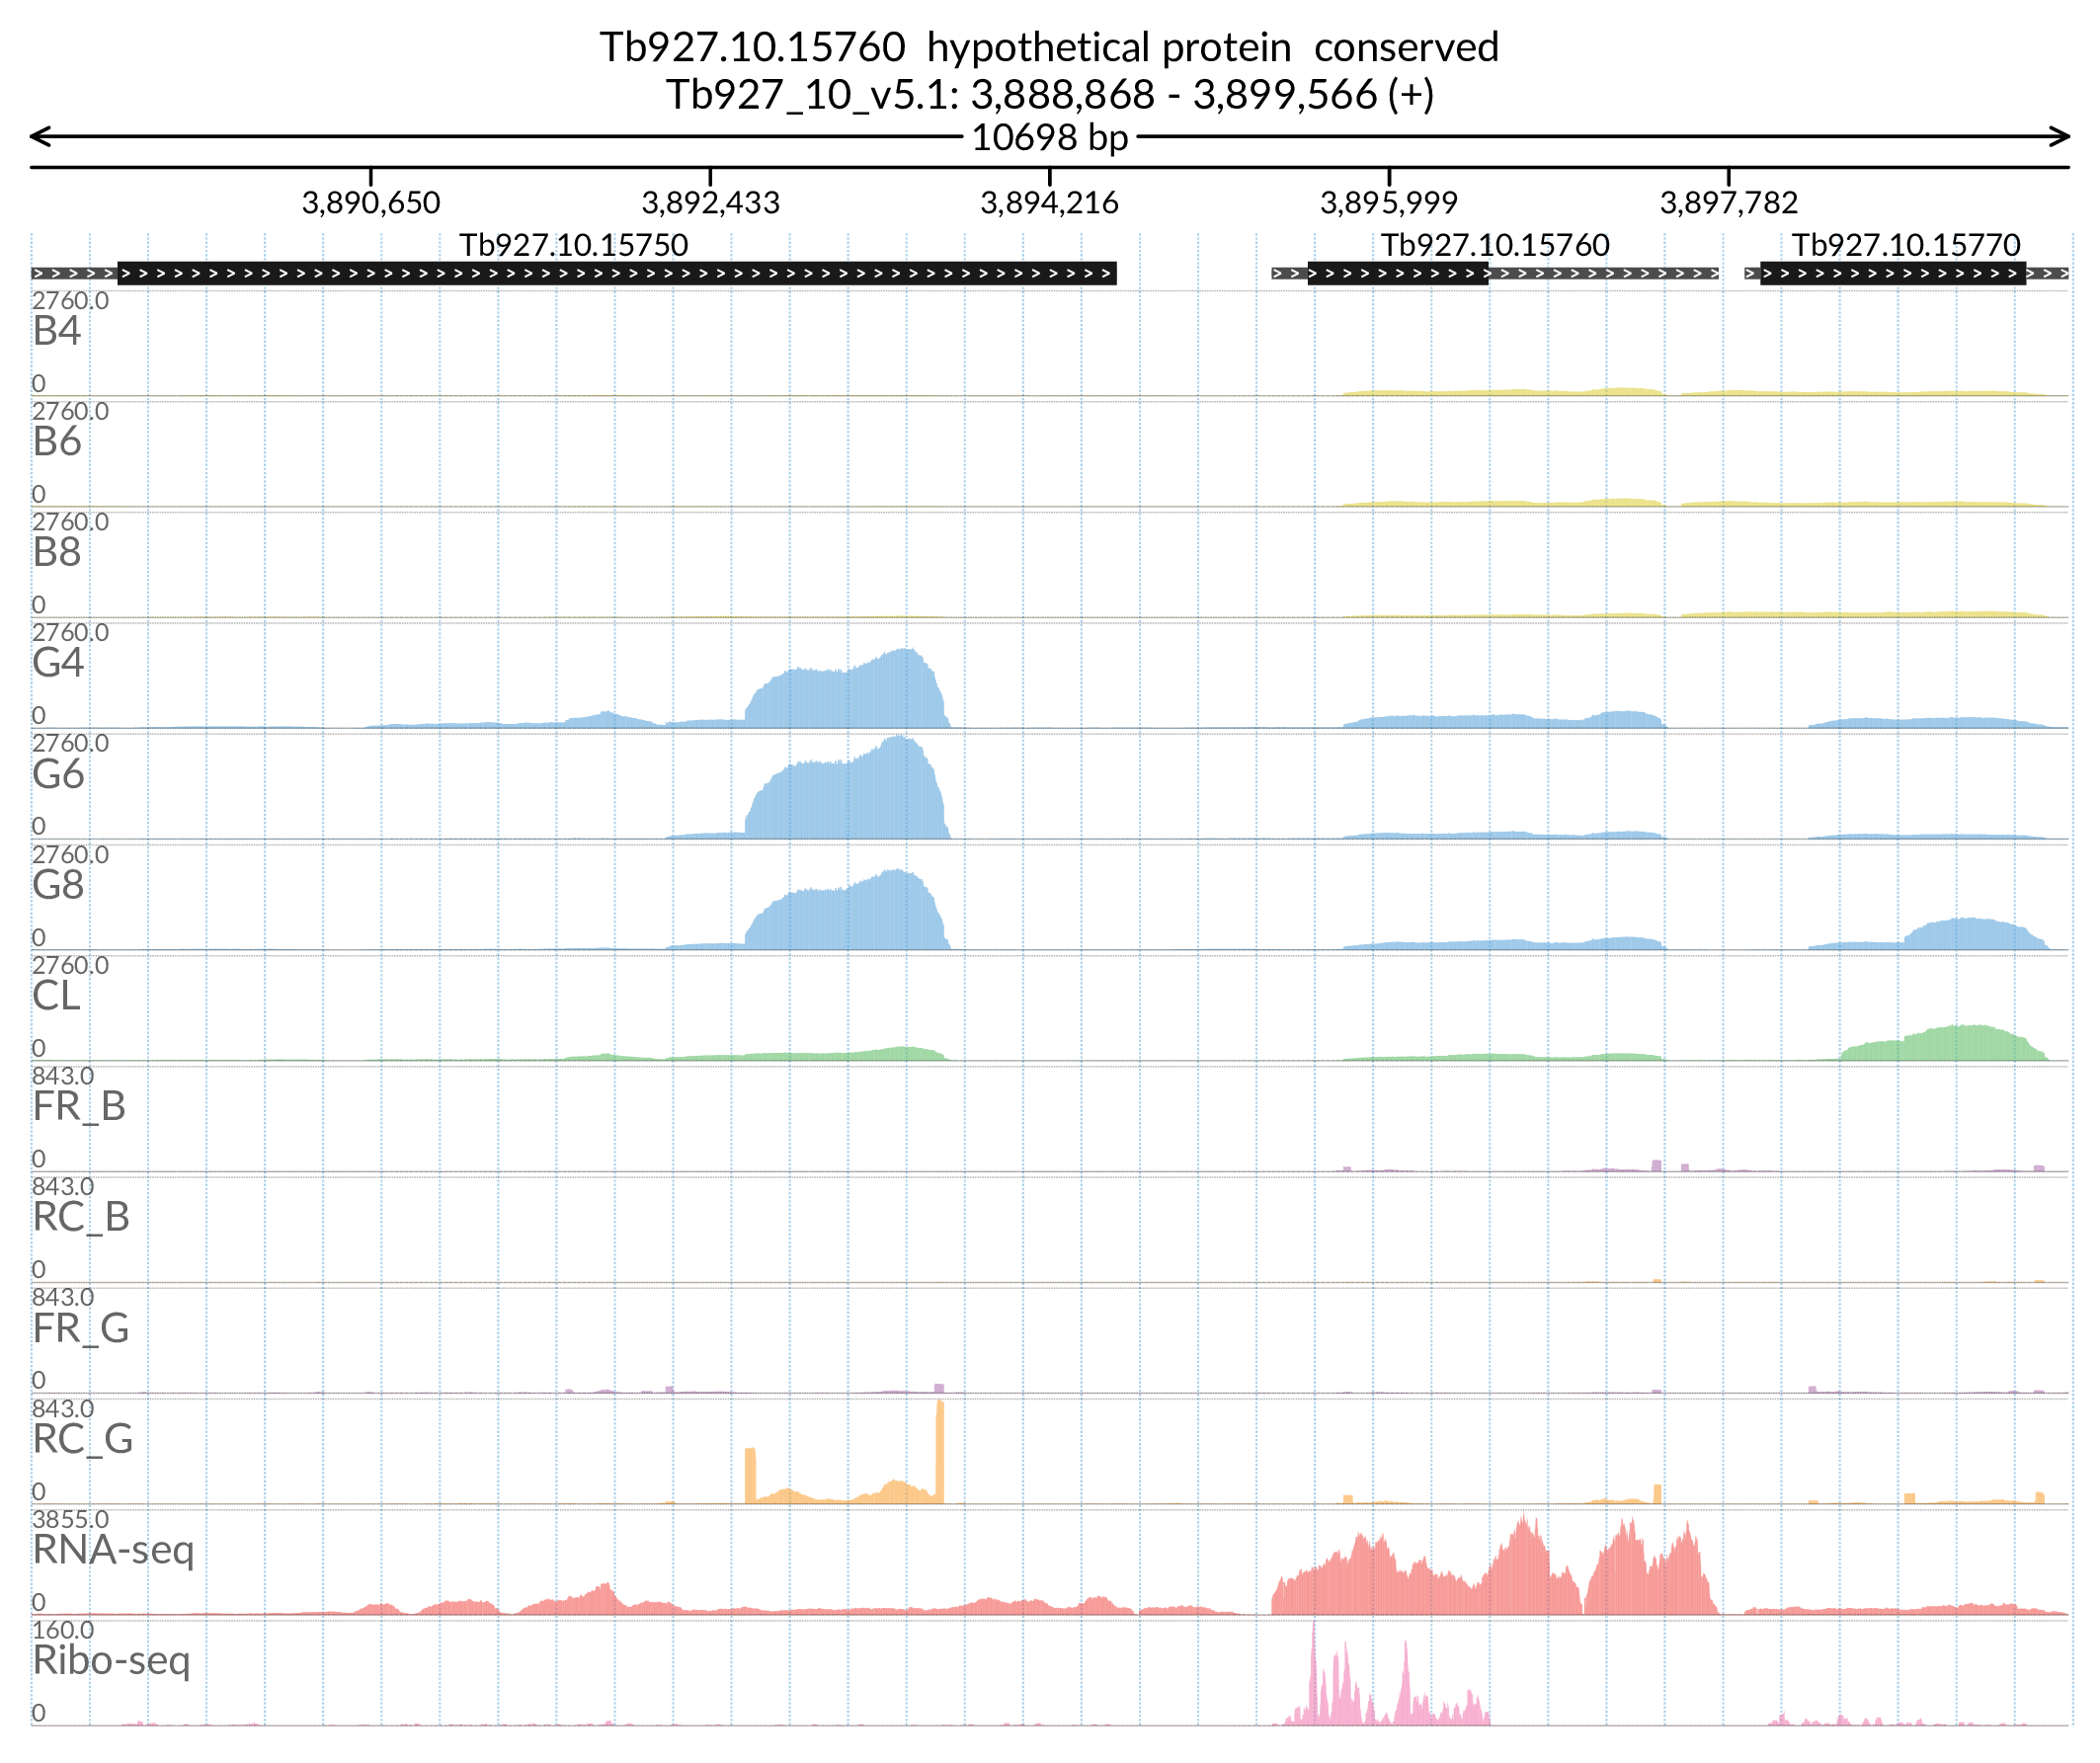 Tb927.10.15760 hypothetical protein conserved
Tb927_10_v5.1: 3,888,868 - 3,899,566 (+)
10698 bp
3,890,650 3,892,433 3,894,216 3,895,999 3,897,782
Tb927.10.15750 Tb927.10.15760 Tb927.10.15770
2760.0
B4
0
2760.0
B6
0
2760.0
B8
0
2760.0
G4
0
2760.0
G6
0
2760.0
G8
0
2760.0
CL
0
843.0
FR_B
0
843.0
RC_B
0
843.0
FR_G
0
843.0
RC_G
0
3855.0
RNA-seq
0
160.0
Ribo-seq
0